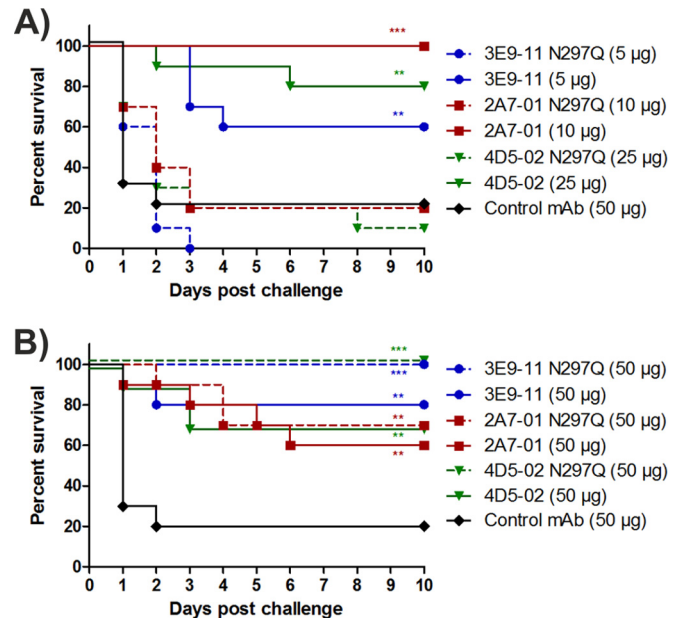 A)
Percent survival
100
80
60
40
20
0
0 1 2 3 4 5 6 7 8 9 10
Days post challenge
***
**
**
3E9-11 N297Q (5 µg)
3E9-11 (5 µg)
2A7-01 N297Q (10 µg)
2A7-01 (10 µg)
4D5-02 N297Q (25 µg)
4D5-02 (25 µg)
Control mAb (50 µg)
B)
Percent survival
100
80
60
40
20
0
0 1 2 3 4 5 6 7 8 9 10
Days post challenge
***
***
**
**
**
**
3E9-11 N297Q (50 µg)
3E9-11 (50 µg)
2A7-01 N297Q (50 µg)
2A7-01 (50 µg)
4D5-02 N297Q (50 µg)
4D5-02 (50 µg)
Control mAb (50 µg)